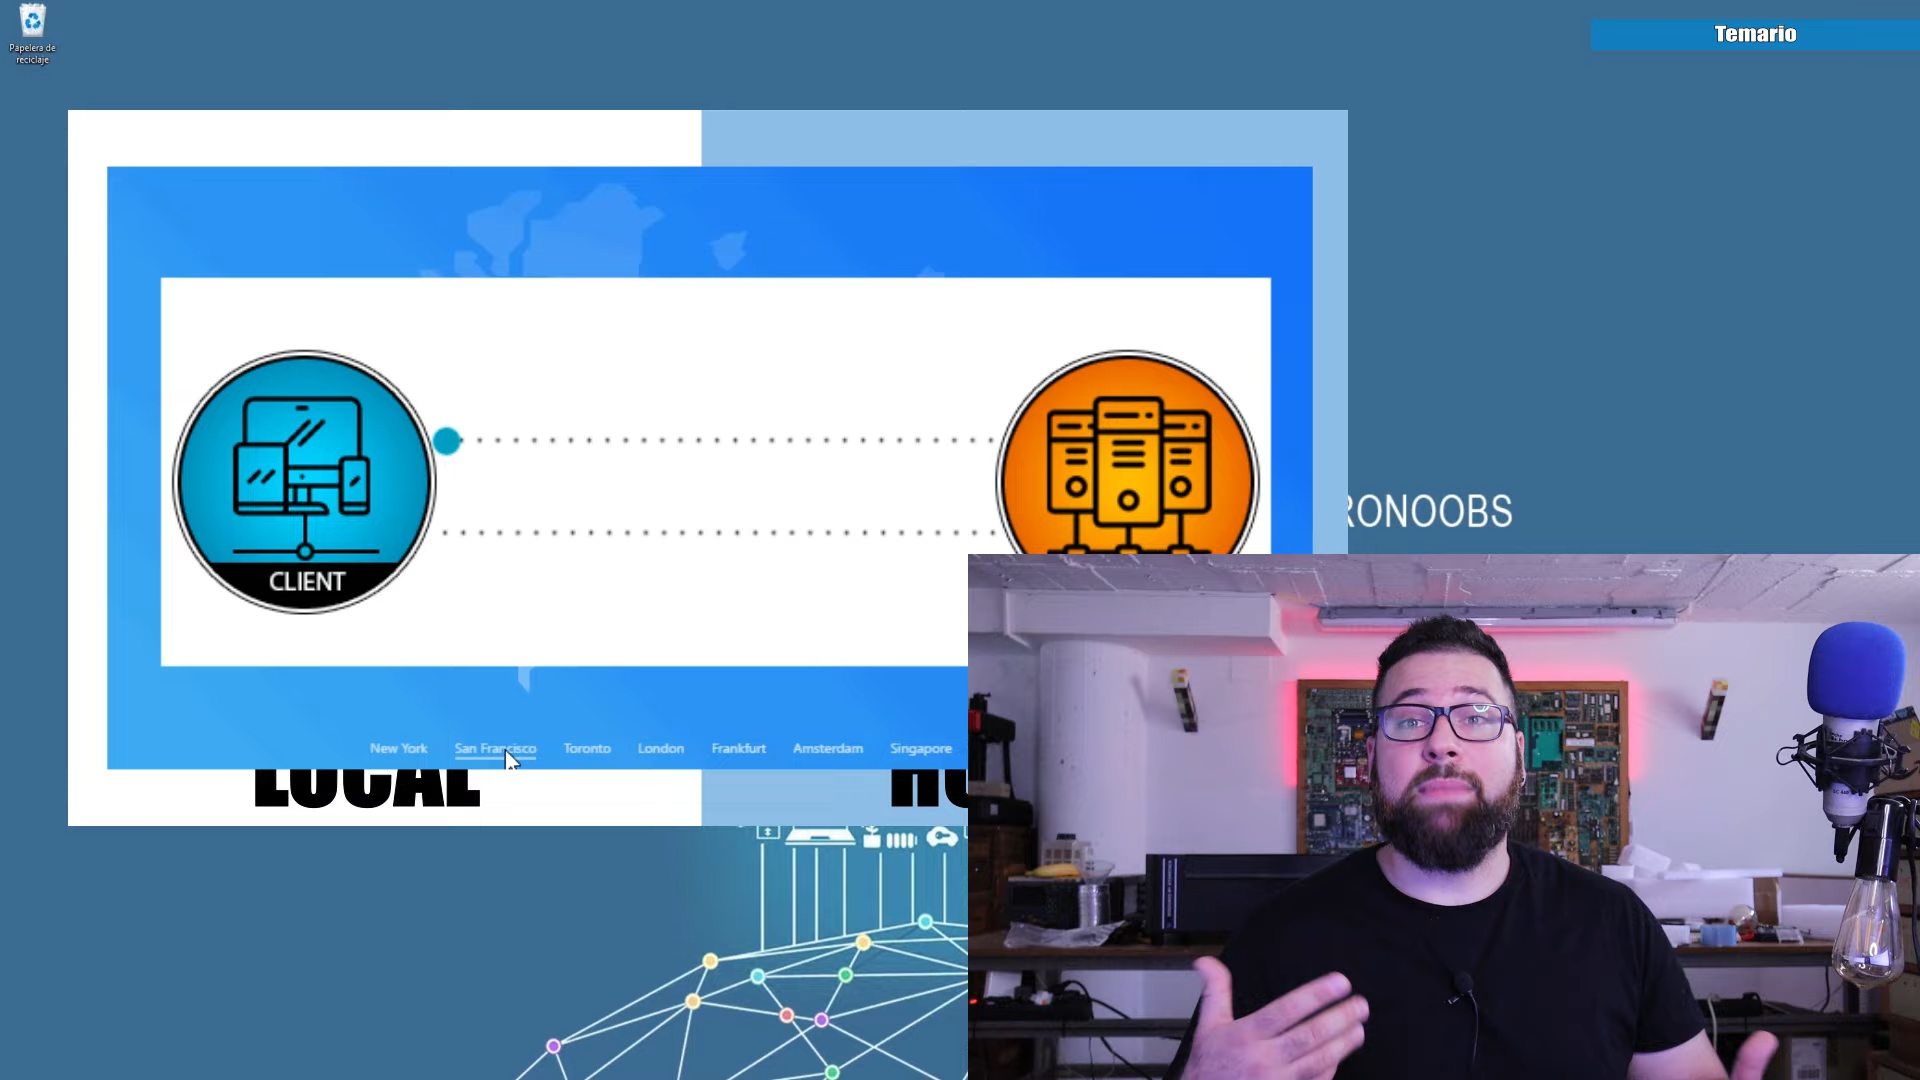 Papelera de
reciclaje
Temario
CLIENT
RONOOBS
New York San Francisco Toronto London Frankfurt Amsterdam Singapore
LOCAL